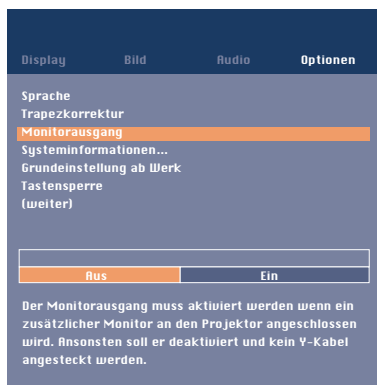 Display Bild Audio Optionen
Sprache
Trapezkorrektur
Monitorausgang
Systeminformationen...
Grundeinstellung ab Werk
Tastensperre
(weiter)
Aus Ein
Der Monitorausgang muss aktiviert werden wenn ein
zusätzlicher Monitor an den Projektor angeschlossen
wird. Ansonsten soll er deaktiviert und kein Y-Kabel
angesteckt werden.